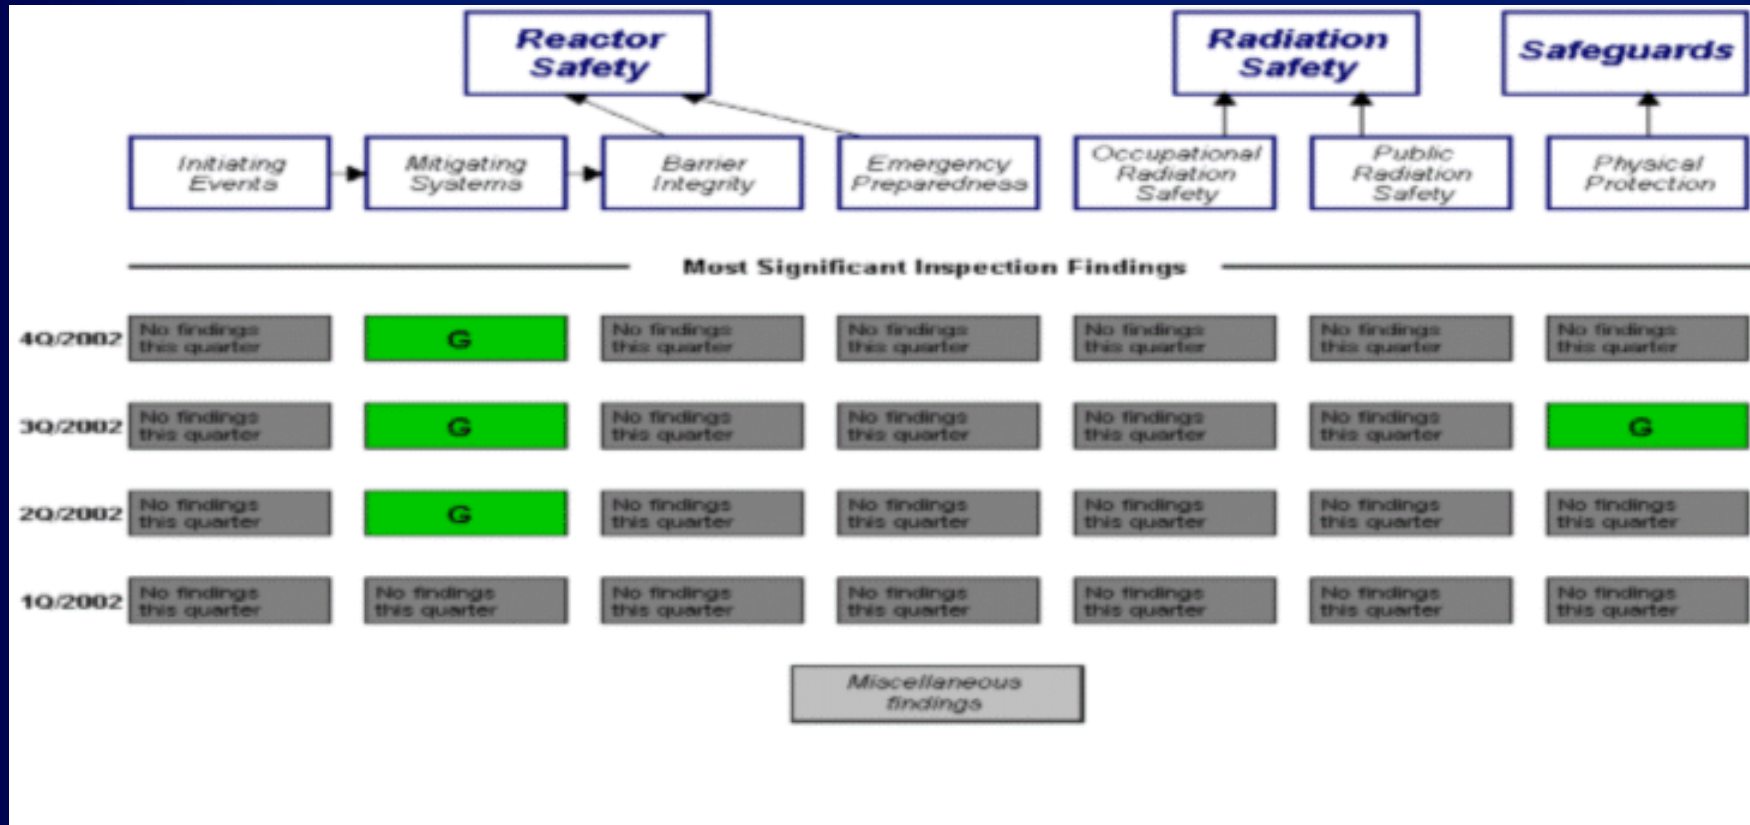 Reactor
Safety
Radiation
Safety
Safeguards
Initiating
Events
Mitigating
Systems
Barrier
Integrity
Emergency
Preparedness
Occupational
Radiation
Safety
Public
Radiation
Safety
Physical
Protection
Most Significant Inspection Findings
4Q/2002
No findings
this quarter
G
No findings
this quarter
No findings
this quarter
No findings
this quarter
No findings
this quarter
No findings
this quarter
3Q/2002
No findings
this quarter
G
No findings
this quarter
No findings
this quarter
No findings
this quarter
No findings
this quarter
G
2Q/2002
No findings
this quarter
G
No findings
this quarter
No findings
this quarter
No findings
this quarter
No findings
this quarter
No findings
this quarter
1Q/2002
No findings
this quarter
No findings
this quarter
No findings
this quarter
No findings
this quarter
No findings
this quarter
No findings
this quarter
No findings
this quarter
Miscellaneous
findings